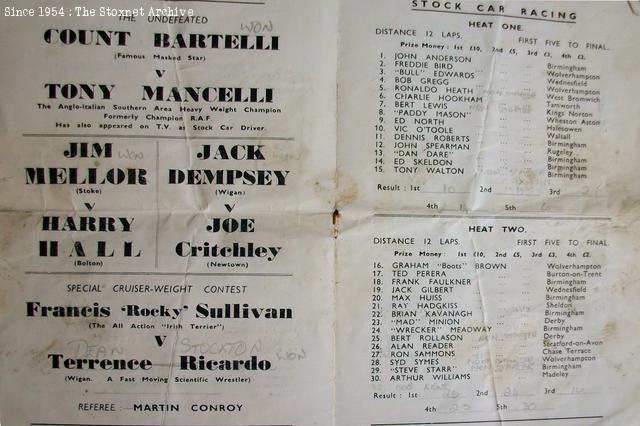 Since 1954 : The Stoxnet Archive
THE UNDEFEATED
WON
COUNT BARTELLI
(Famous Masked Star)
v
TONY MANCELLI
The Anglo-Italian Southern Area Heavy Weight Champion
Formerly Champion R.A.F.
Has also appeared on T.V. as Stock Car Driver.
JIM WON
MELLOR
(Stoke)
v
HARRY
HALL
(Bolton)
JACK
DEMPSEY
(Wigan)
v
JOE
Critchley
(Newtown)
SPECIAL CRUISER-WEIGHT CONTEST
Francis 'Rocky' Sullivan
(The All Action "Irish Terrier")
v
DEAN STOCKTON WON
Terrence Ricardo
(Wigan. A Fast Moving Scientific Wrestler)
REFEREE : MARTIN CONROY
STOCK CAR RACING
HEAT ONE.
DISTANCE 12 LAPS. FIRST FIVE TO FINAL.
Prize Money: 1st £10, 2nd £5, 3rd £3, 4th £2.
1. JOHN ANDERSON
2. FREDDIE BIRD ... Birmingham
3. "BULL" EDWARDS ... Wolverhampton
4. BOB GREGG ... Wednesfield
5. RONALDO HEATH ... Wolverhampton
6. CHARLIE HOOKHAM ... West Bromwich
7. BERT LEWIS ... Tamworth
8. "PADDY MASON" ... Kings Norton
9. ED NORTH ... Wheaton Aston
10. VIC O'TOOLE ... Halesowen
11. DENNIS ROBERTS ... Walsall
12. JOHN SPEARMAN ... Birmingham
13. "DAN DARE" ... Rugeley
14. ED SKELDON ... Birmingham
15. TONY WALTON ... Birmingham
Result : 1st 10 2nd 3rd
4th 5th
HEAT TWO.
DISTANCE 12 LAPS. FIRST FIVE TO FINAL.
Prize Money: 1st £10, 2nd £5, 3rd £3, 4th £2.
16. GRAHAM "Boots" BROWN Wolverhampton
17. TED PERERA ... Burton-on-Trent
18. FRANK FAULKNER ... Birmingham
19. JACK GILBERT ... Wednesfield
20. MAX HUISS ... Birmingham
21. RAY HADGKISS ... Sheldon
22. BRIAN KAVANAGH ... Birmingham
23. "MAD" MINION ... Derby
24. "WRECKER" MEADWAY ... Birmingham
25. BERT ROLLASON ... Derby
26. ALAN READER ... Stratford-on-Avon
27. RON SAMMONS ... Chase Terrace
28. SYD SYMES ... Wolverhampton
29. "STEVE STARR" ... Birmingham
30. ARTHUR WILLIAMS ... Madeley
Result : 1st 2nd 3rd
4th 5th